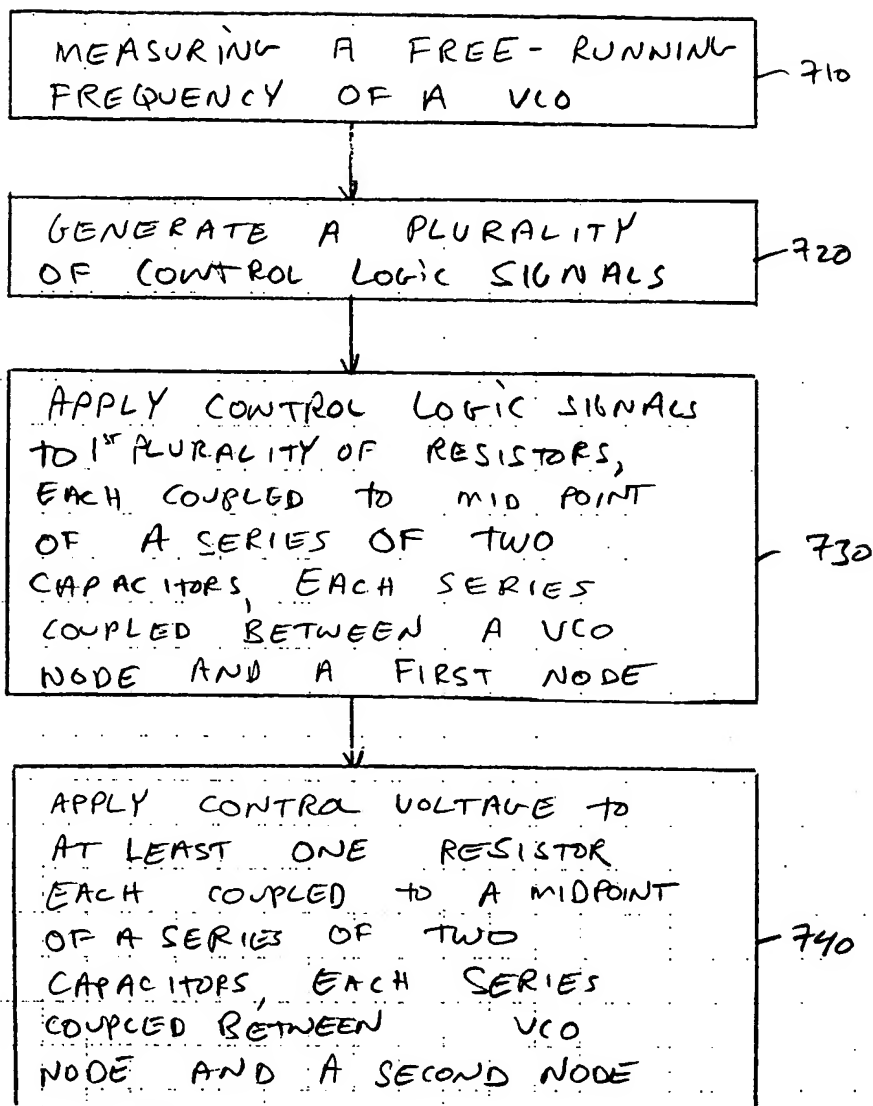 MEASURING A FREE-RUNNING
FREQUENCY OF A VCO
710
GENERATE A PLURALITY
OF CONTROL LOGIC SIGNALS
720
APPLY CONTROL LOGIC SIGNALS
TO 1ST PLURALITY OF RESISTORS,
EACH COUPLED TO MID POINT
OF A SERIES OF TWO
CAPACITORS, EACH SERIES
COUPLED BETWEEN A VCO
NODE AND A FIRST NODE
730
APPLY CONTROL VOLTAGE TO
AT LEAST ONE RESISTOR
EACH COUPLED TO A MIDPOINT
OF A SERIES OF TWO
CAPACITORS, EACH SERIES
COUPLED BETWEEN VCO
NODE AND A SECOND NODE
740